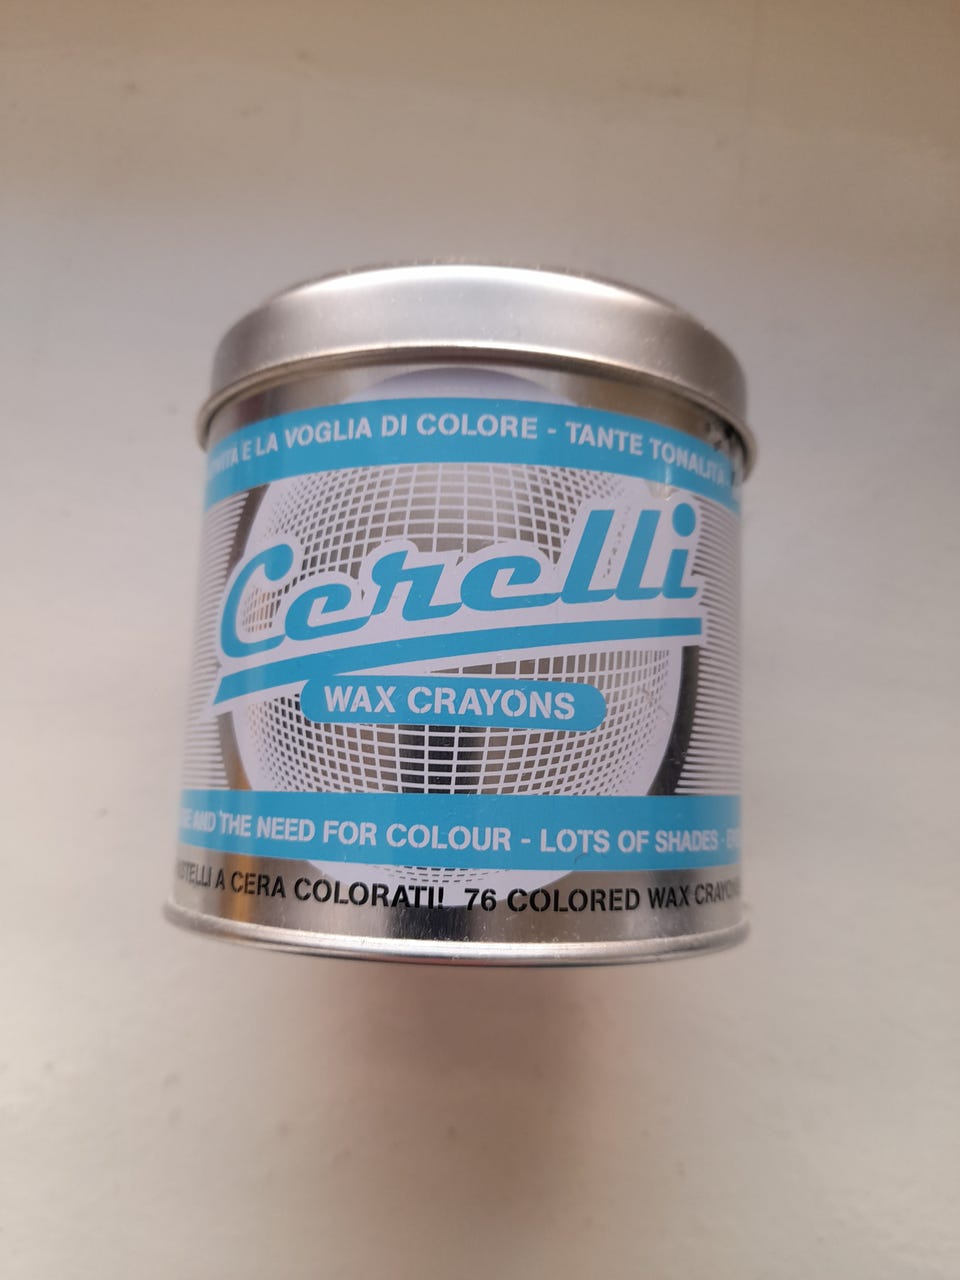 E LA VOGLIA DI COLORE - TANTE TONALITÀ
Cerelli
WAX CRAYONS
AND THE NEED FOR COLOUR - LOTS OF SHADES -
A CERA COLORATI! 76 COLORED WAX